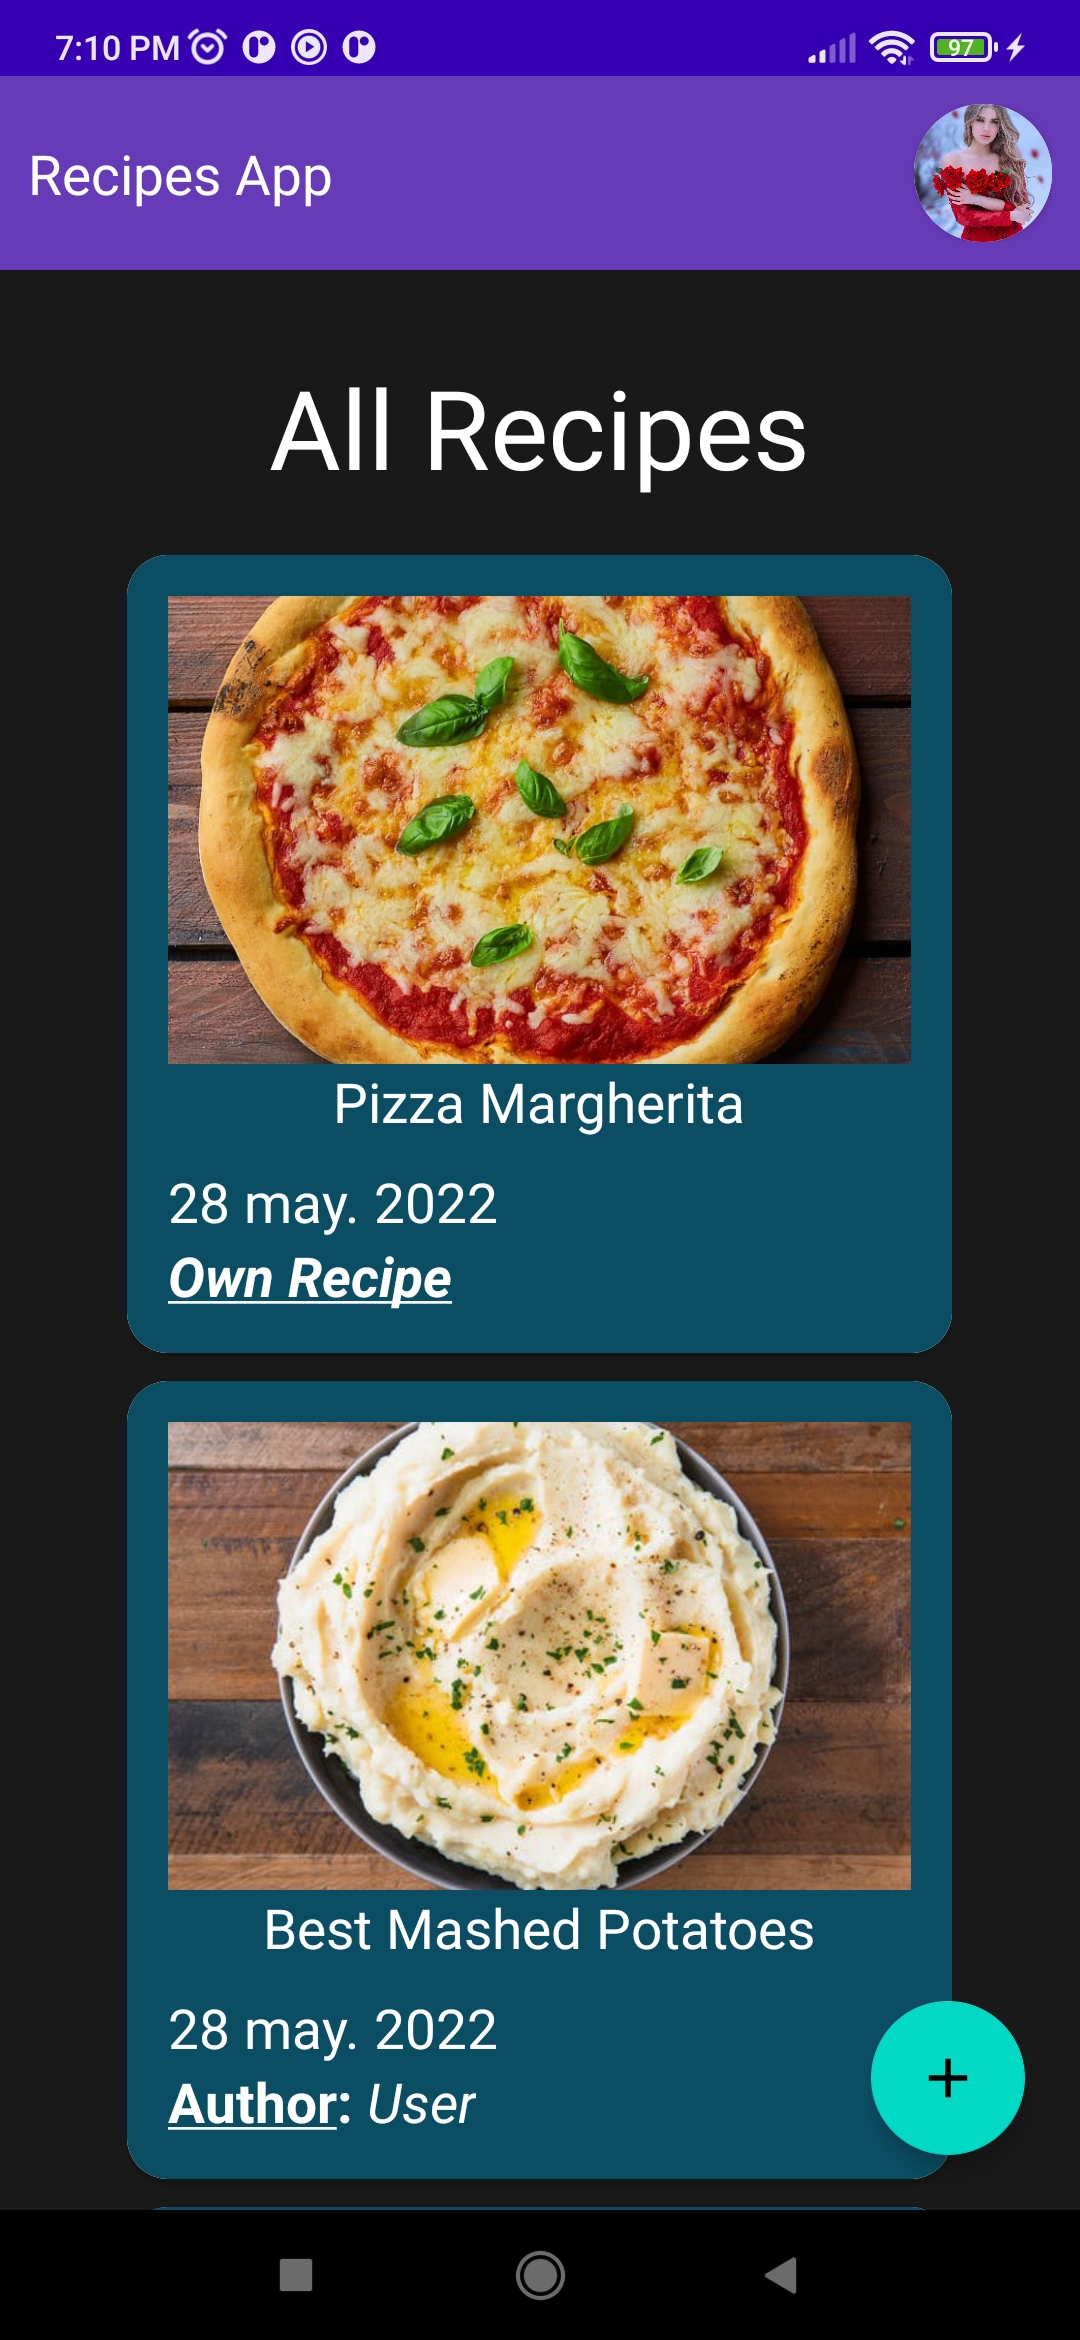 7:10 PM 97
Recipes App
All Recipes
Pizza Margherita
28 may. 2022
Own Recipe
Best Mashed Potatoes
28 may. 2022
Author: User